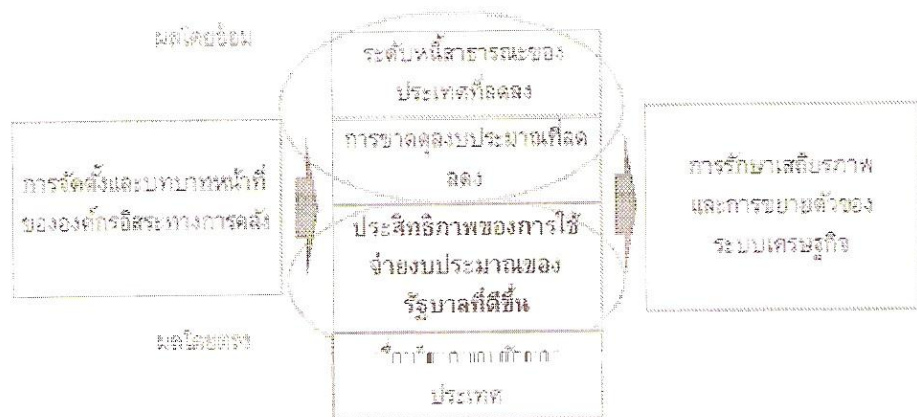 ผลโดยอ้อม
ระดับหนี้สาธารณะของ
ประเทศที่ลดลง
การขาดดุลงบประมาณที่ลด
ลดง
การจัดตั้งและบทบาทหน้าที่
ขององค์กรอิสระทางการคลัง
ประสิทธิภาพของการใช้
จ่ายงบประมาณของ
รัฐบาลที่ดีขึ้น
การรักษาเสถียรภาพ
และการขยายตัวของ
ระบบเศรษฐกิจ
ผลโดยตรง
ประเทศ